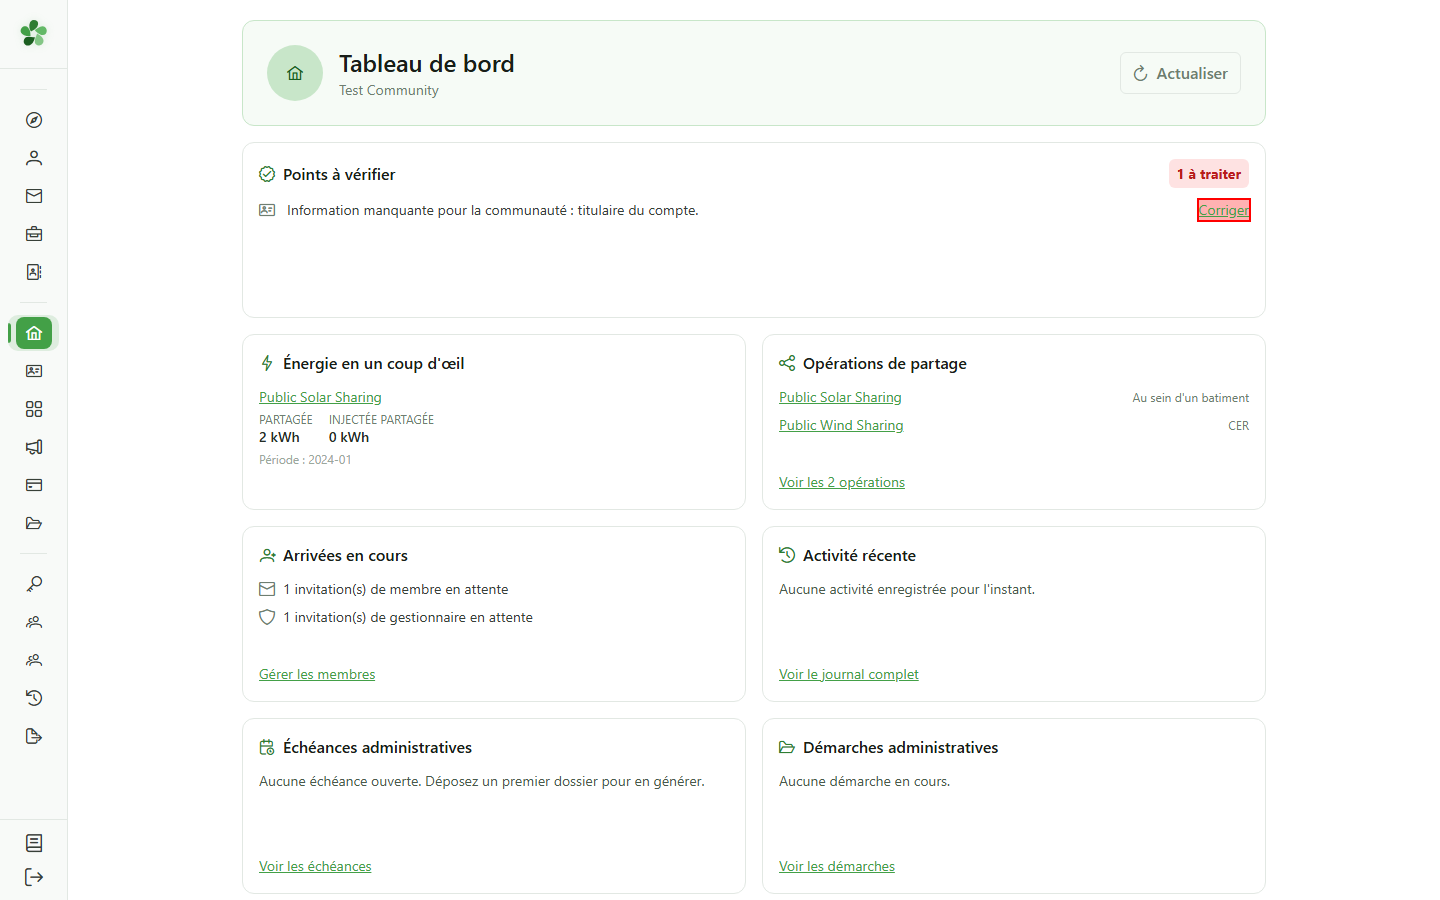 Tableau de bord
Test Community
Actualiser
Points à vérifier
1 à traiter
Information manquante pour la communauté : titulaire du compte.
Corriger
Énergie en un coup d'œil
Public Solar Sharing
PARTAGÉE INJECTÉE PARTAGÉE
2 kWh 0 kWh
Période : 2024-01
Opérations de partage
Public Solar Sharing Au sein d'un batiment
Public Wind Sharing CER
Voir les 2 opérations
Arrivées en cours
1 invitation(s) de membre en attente
1 invitation(s) de gestionnaire en attente
Gérer les membres
Activité récente
Aucune activité enregistrée pour l'instant.
Voir le journal complet
Échéances administratives
Aucune échéance ouverte. Déposez un premier dossier pour en générer.
Voir les échéances
Démarches administratives
Aucune démarche en cours.
Voir les démarches